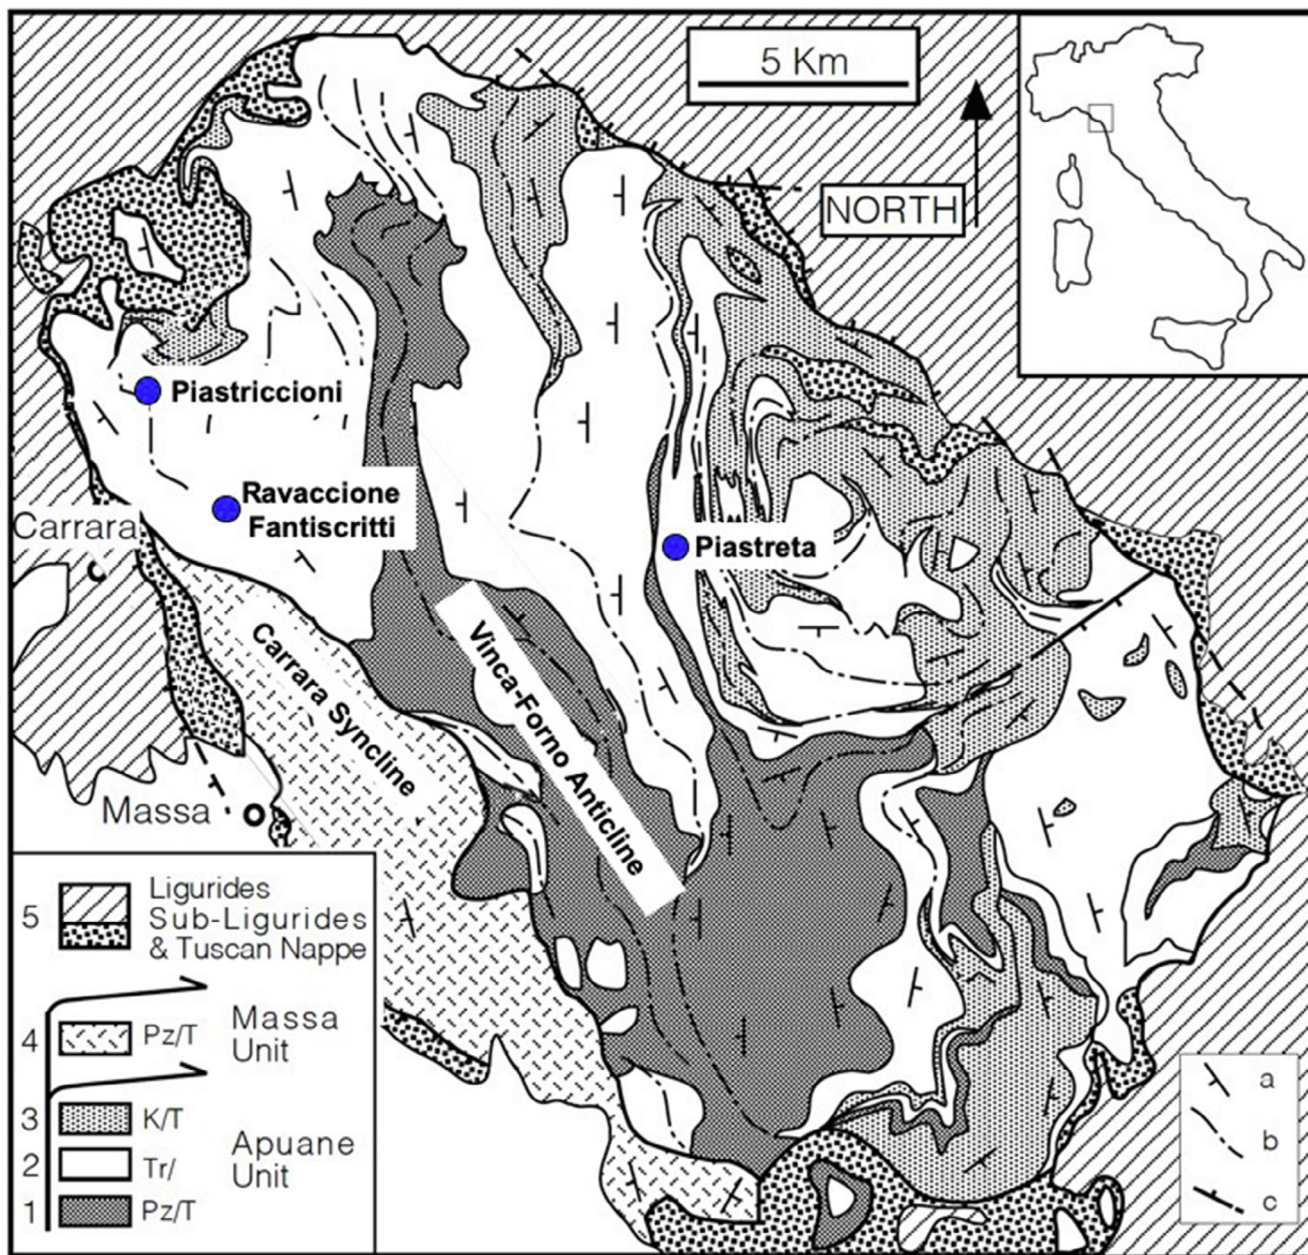 5 Km
NORTH
Piastriccioni
Ravaccione
Fantiscritti
Carrara
Piastreta
Carrara Syncline
Vinca-Forno Anticline
Massa
5
Ligurides
Sub-Ligurides
& Tuscan Nappe
4
Pz/T
Massa
Unit
3
K/T
2
Tr/
Apuane
Unit
1
Pz/T
a
b
c